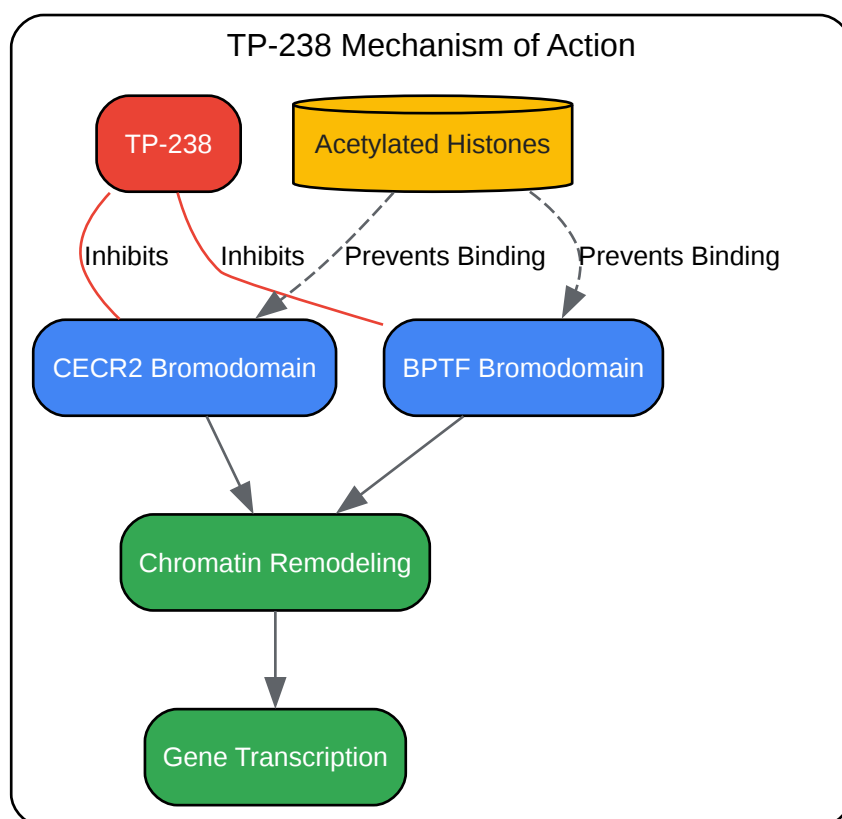 TP-238 Mechanism of Action
TP-238
Acetylated Histones
Inhibits
Inhibits
Prevents Binding
Prevents Binding
CECR2 Bromodomain
BPTF Bromodomain
Chromatin Remodeling
Gene Transcription